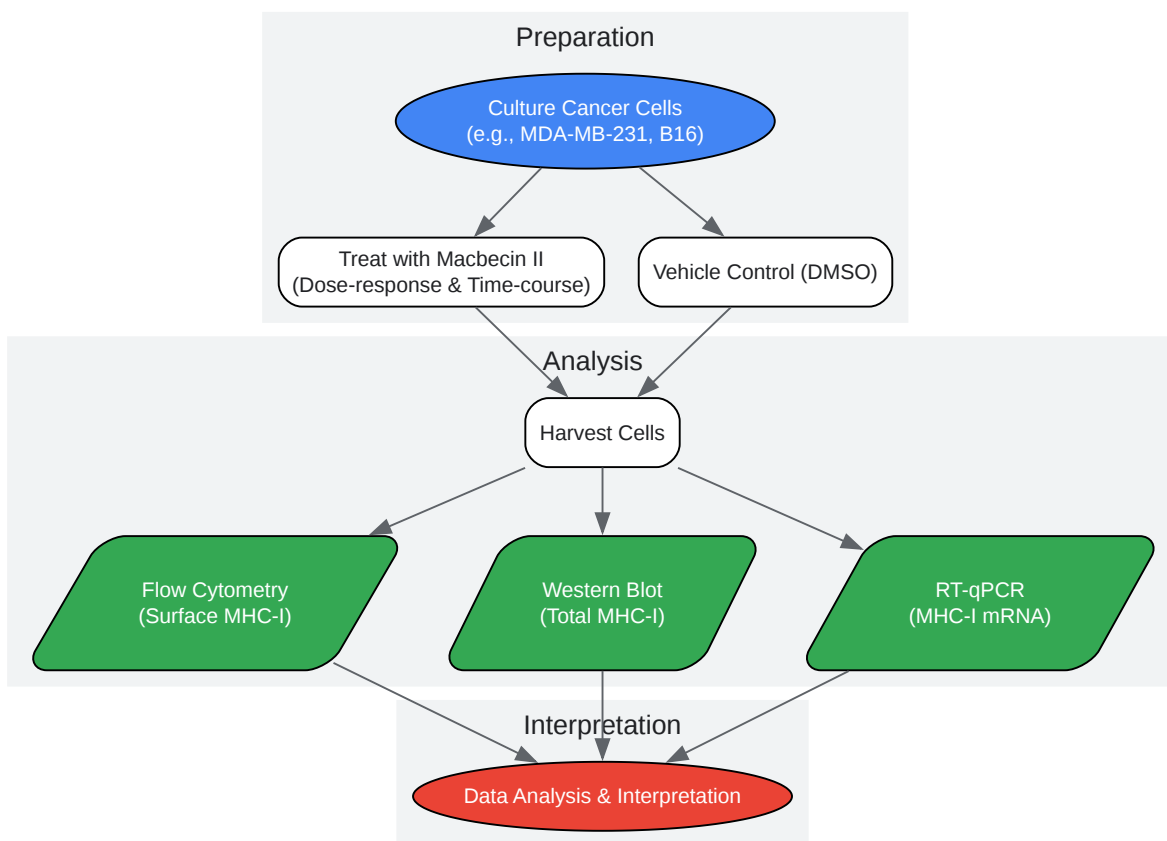 Preparation
Culture Cancer Cells
(e.g., MDA-MB-231, B16)
Treat with Macbecin II
(Dose-response & Time-course)
Vehicle Control (DMSO)
Analysis
Harvest Cells
Flow Cytometry
(Surface MHC-I)
Western Blot
(Total MHC-I)
RT-qPCR
(MHC-I mRNA)
Interpretation
Data Analysis & Interpretation